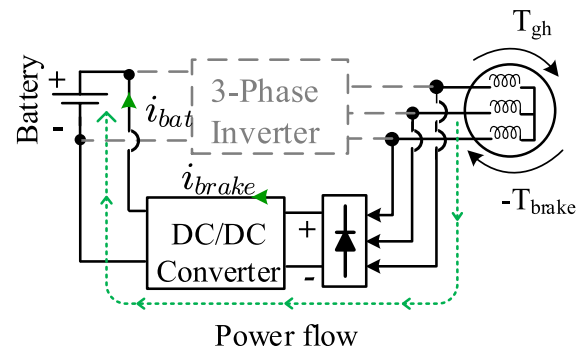 T_gh
Battery
+
-
i_bat
3-Phase
Inverter
i_brake
-T_brake
DC/DC
Converter
+
-
Power flow